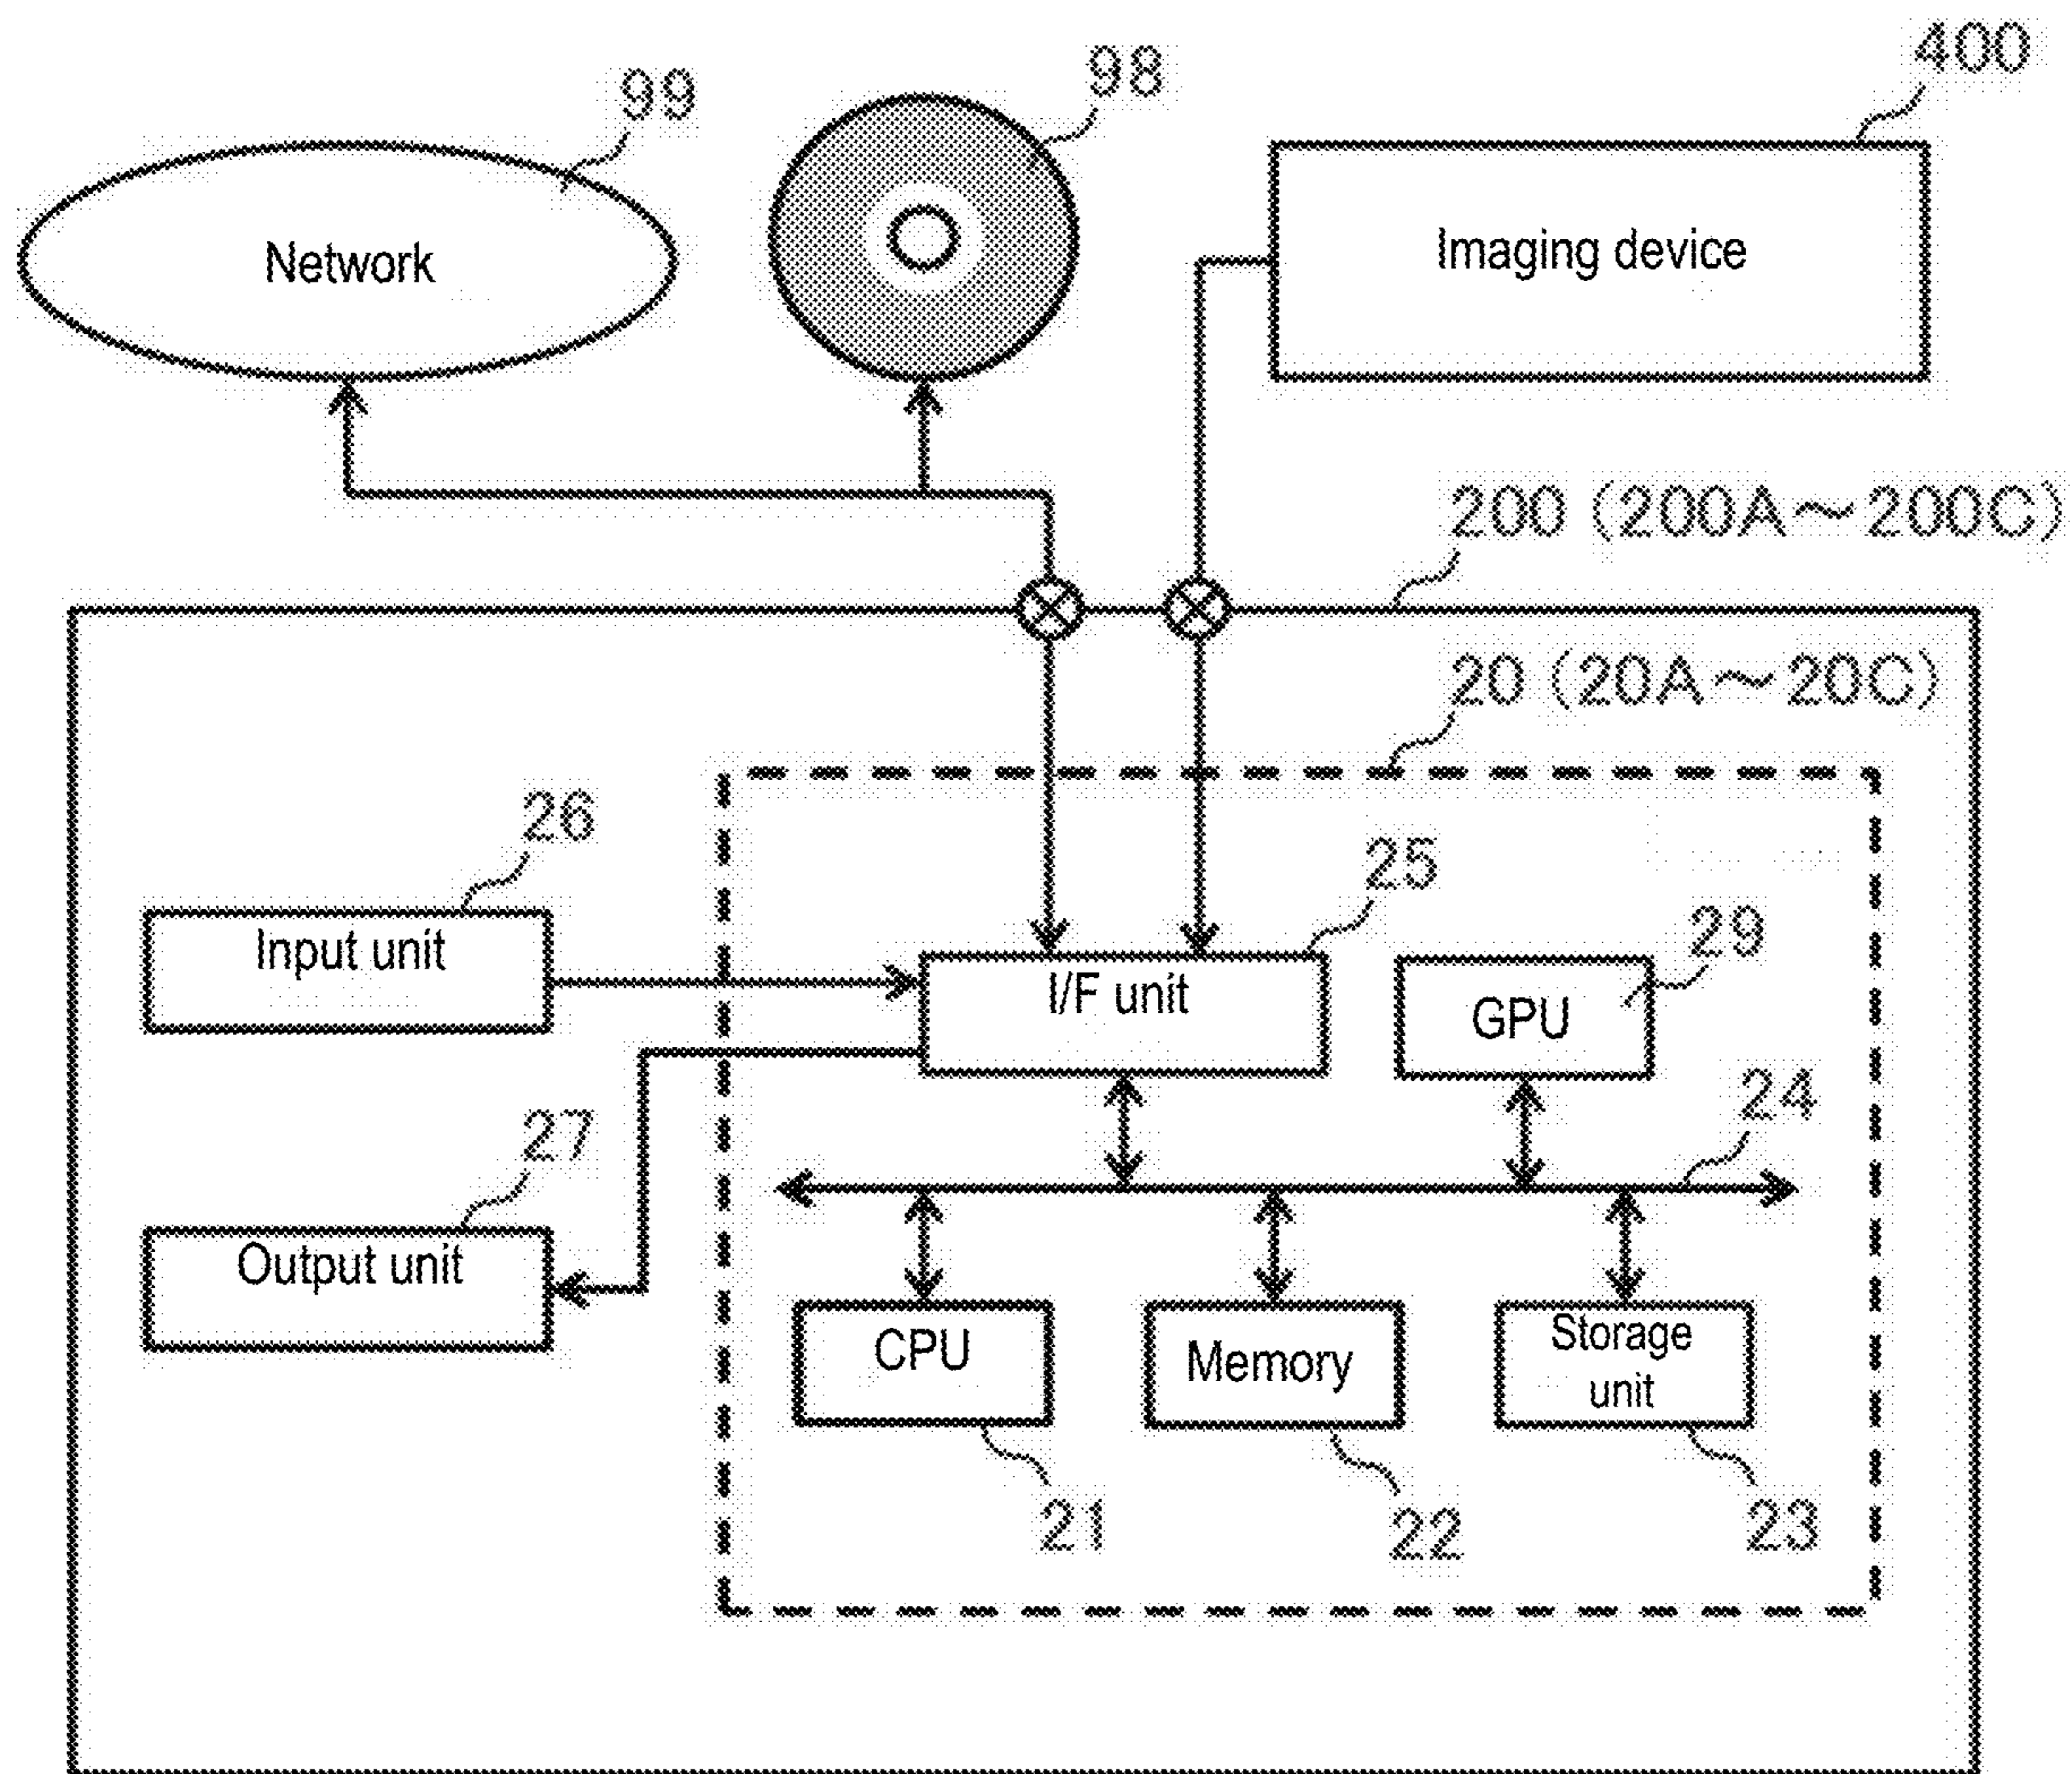 400
98
99
Network
Imaging device
200 (200A～200C)
20 (20A～20C)
26
25
29
Input unit
I/F unit
GPU
24
27
Output unit
CPU
Memory
Storage
unit
21
22
23